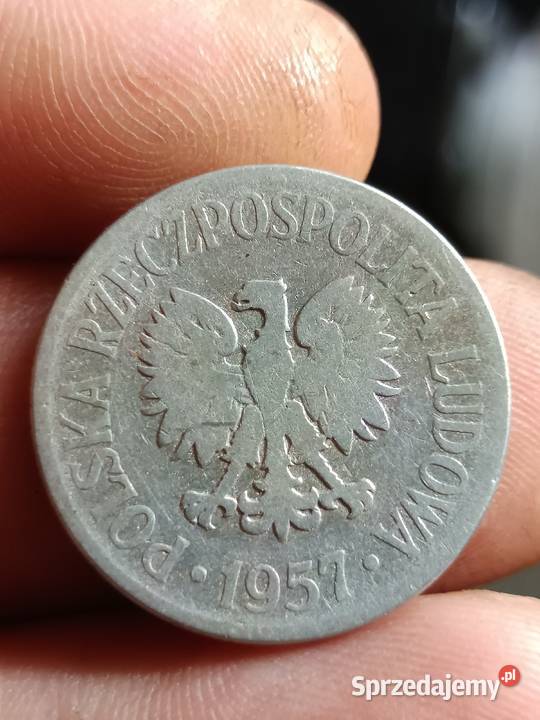 POLSKA RZECZPOSPOLITA LUDOWA
· 1957 ·
Sprzedajemy.pl